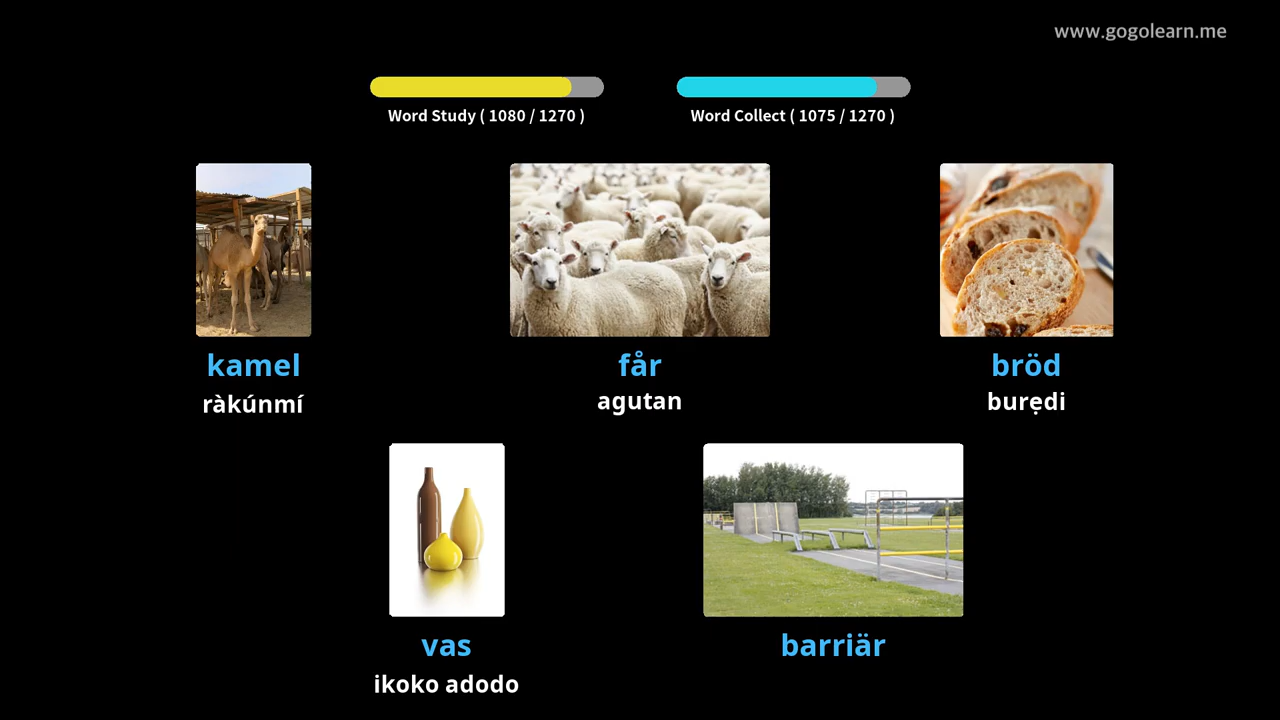 www.gogolearn.me
Word Study ( 1080 / 1270 )
Word Collect ( 1075 / 1270 )
kamel
ràkúnmí
får
agutan
bröd
burẹdi
vas
ikoko adodo
barriär